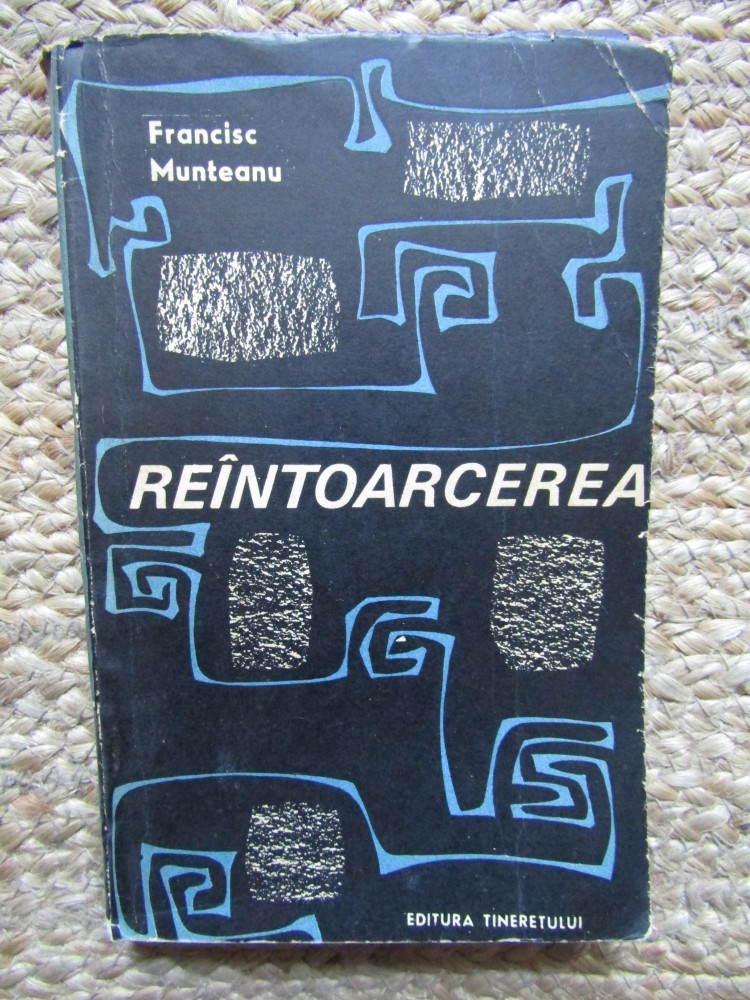 Francisc
Munteanu
REÎNTOARCEREA
EDITURA TINERETULUI